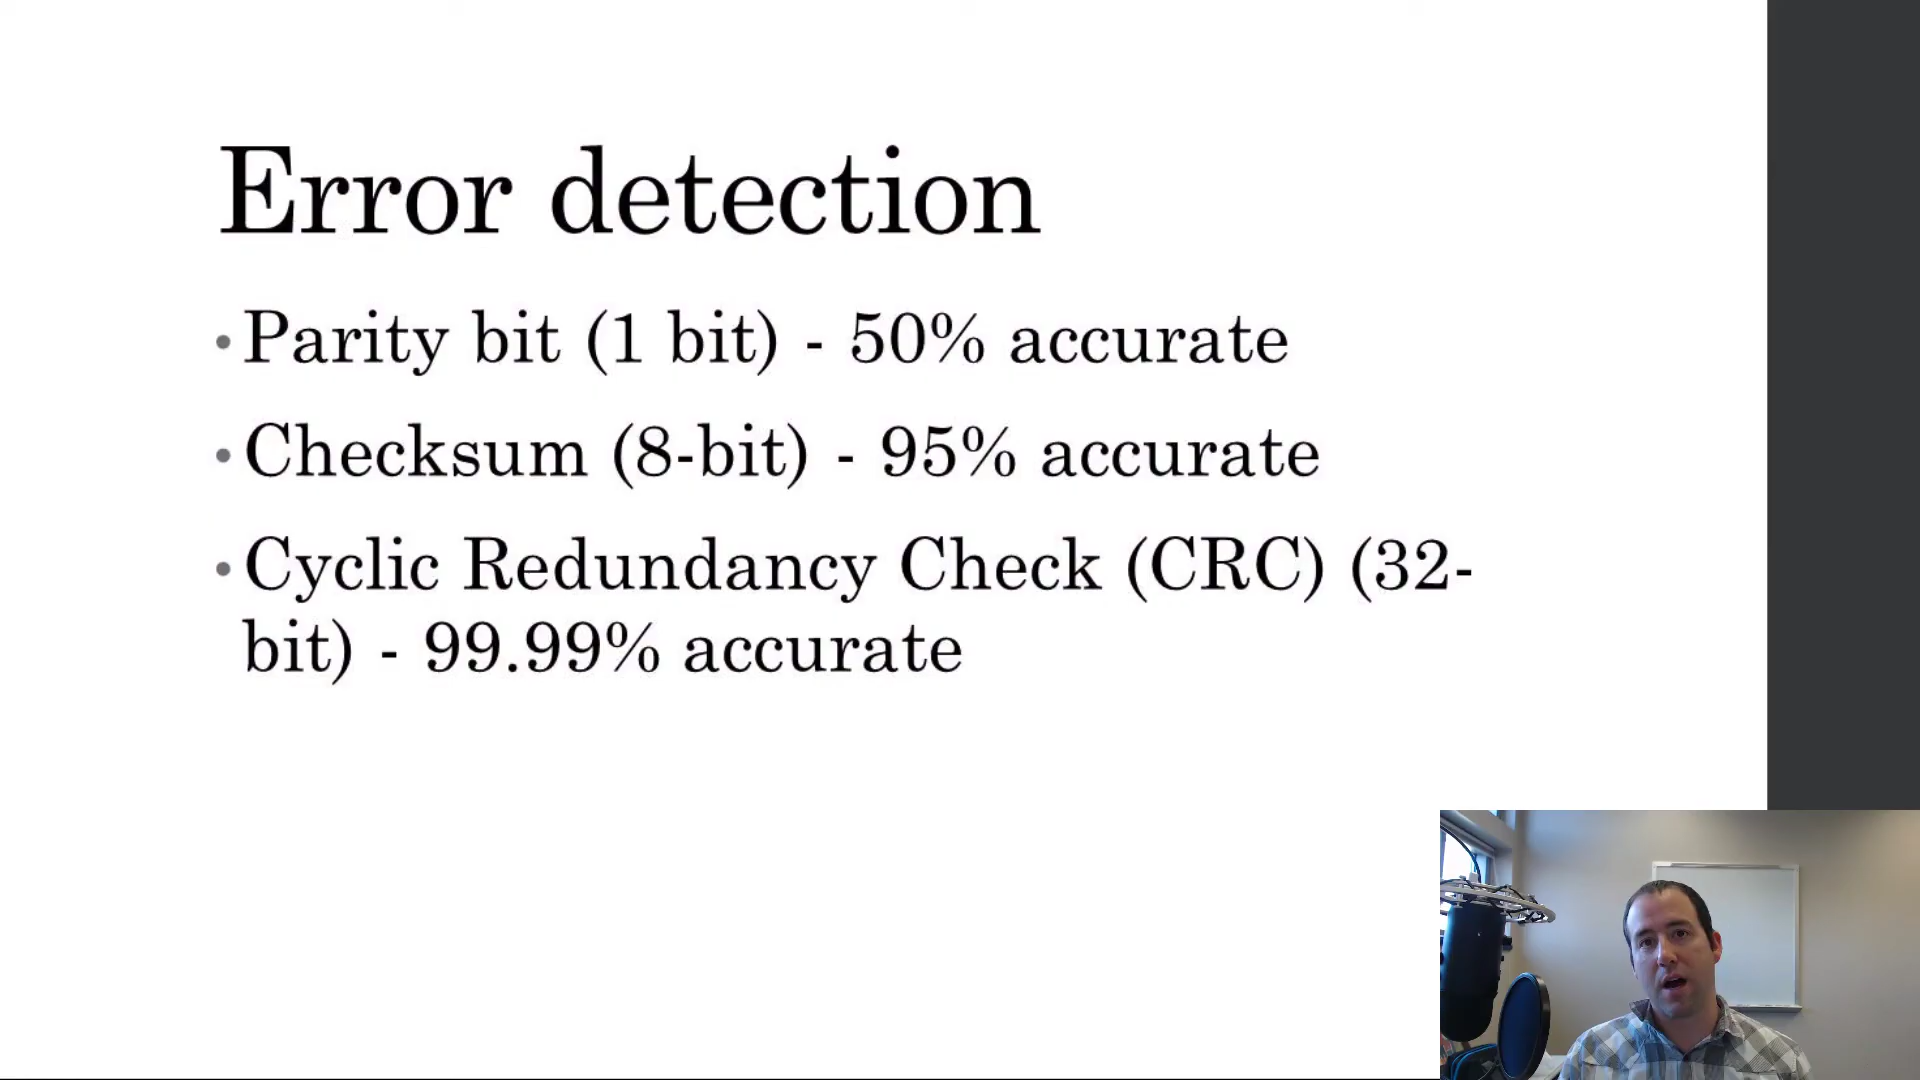 Error detection
• Parity bit (1 bit) - 50% accurate
• Checksum (8-bit) - 95% accurate
• Cyclic Redundancy Check (CRC) (32-
bit) - 99.99% accurate